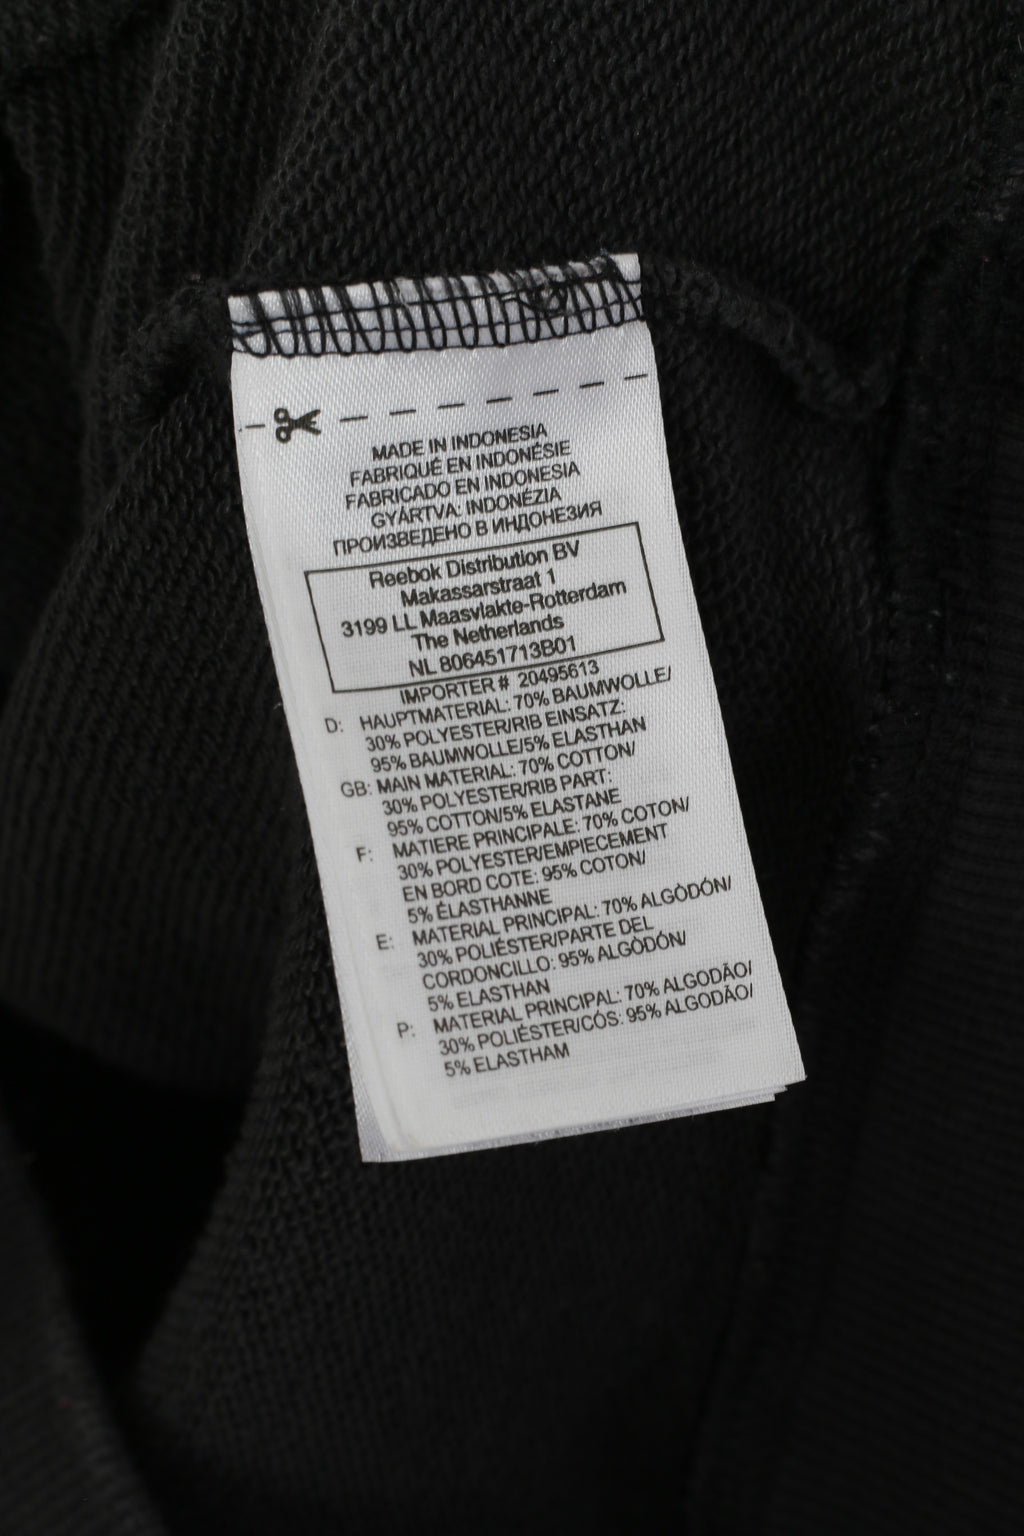 MADE IN INDONESIA
FABRIQUÉ EN INDONÉSIE
FABRICADO EN INDONESIA
GYÁRTVA: INDONÉZIA
ПРОИЗВЕДЕНО В ИНДОНЕЗИЯ
Reebok Distribution BV
Makassarstraat 1
3199 LL Maasvlakte-Rotterdam
The Netherlands
NL 806451713B01
IMPORTER # 20495613
D: HAUPTMATERIAL: 70% BAUMWOLLE/
30% POLYESTER/RIB EINSATZ:
95% BAUMWOLLE/5% ELASTHAN
GB: MAIN MATERIAL: 70% COTTON/
30% POLYESTER/RIB PART:
95% COTTON/5% ELASTANE
F: MATIERE PRINCIPALE: 70% COTON/
30% POLYESTER/EMPIECEMENT
EN BORD COTE: 95% COTON/
5% ÉLASTHANNE
E: MATERIAL PRINCIPAL: 70% ALGÒDÓN/
30% POLIÉSTER/PARTE DEL
CORDONCILLO: 95% ALGÒDÓN/
5% ELASTHAN
P: MATERIAL PRINCIPAL: 70% ALGODÃO/
30% POLIÉSTER/CÓS: 95% ALGODÃO/
5% ELASTHAM